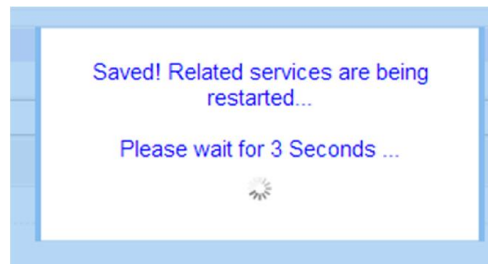 Saved! Related services are being
restarted...
Please wait for 3 Seconds ...